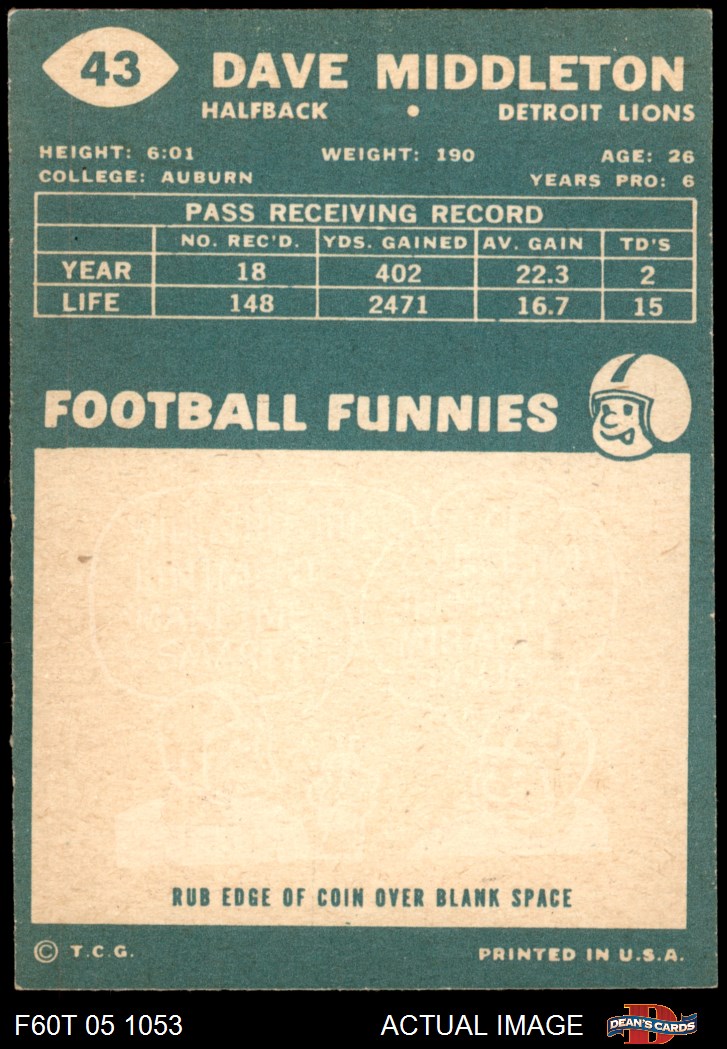 43
DAVE MIDDLETON
HALFBACK • DETROIT LIONS
HEIGHT: 6:01 WEIGHT: 190 AGE: 26
COLLEGE: AUBURN YEARS PRO: 6
PASS RECEIVING RECORD
NO. REC'D. YDS. GAINED AV. GAIN TD'S
YEAR 18 402 22.3 2
LIFE 148 2471 16.7 15
FOOTBALL FUNNIES
RUB EDGE OF COIN OVER BLANK SPACE
© T.C.G. PRINTED IN U.S.A.
F60T 05 1053 ACTUAL IMAGE D DEAN'S CARDS